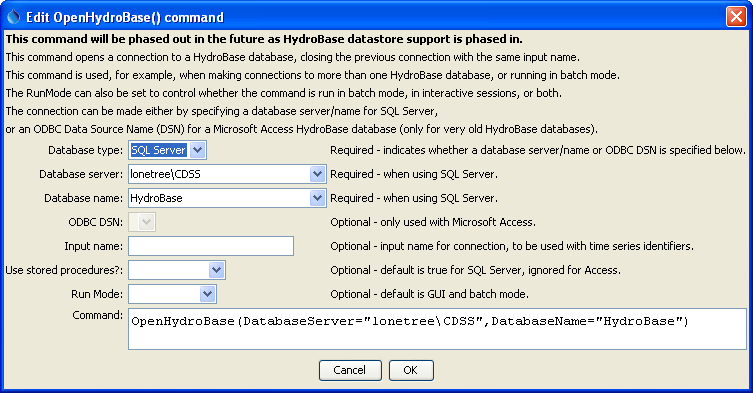 Edit OpenHydroBase() command
This command will be phased out in the future as HydroBase datastore support is phased in.
This command opens a connection to a HydroBase database, closing the previous connection with the same input name.
This command is used, for example, when making connections to more than one HydroBase database, or running in batch mode.
The RunMode can also be set to control whether the command is run in batch mode, in interactive sessions, or both.
The connection can be made either by specifying a database server/name for SQL Server,
or an ODBC Data Source Name (DSN) for a Microsoft Access HydroBase database (only for very old HydroBase databases).
Database type: SQL Server Required - indicates whether a database server/name or ODBC DSN is specified below.
Database server: lonetree\CDSS Required - when using SQL Server.
Database name: HydroBase Required - when using SQL Server.
ODBC DSN: Optional - only used with Microsoft Access.
Input name: Optional - input name for connection, to be used with time series identifiers.
Use stored procedures?: Optional - default is true for SQL Server, ignored for Access.
Run Mode: Optional - default is GUI and batch mode.
Command: OpenHydroBase(DatabaseServer="lonetree\CDSS",DatabaseName="HydroBase")
Cancel OK